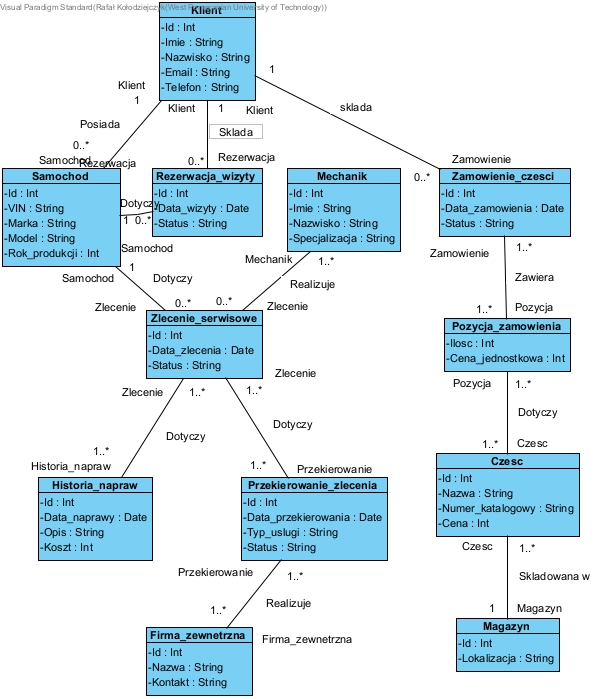 Visual Paradigm Standard(Rafał Kołodziejczyk(West Pomeranian University of Technology))
Klient
-Id : Int
-Imie : String
-Nazwisko : String
-Email : String
-Telefon : String
1
Klient
1
Klient
1
Klient
sklada
Posiada
Sklada
0..*
Samochod
Rezerwacja
0..*
Rezerwacja
Zamowienie
0..*
Samochod
-Id : Int
-VIN : String
-Marka : String
-Model : String
-Rok_produkcji : Int
Dotyczy
1
0..*
Samochod
Rezerwacja_wizyty
-Id : Int
-Data_wizyty : Date
-Status : String
Mechanik
-Id : Int
-Imie : String
-Nazwisko : String
-Specjalizacja : String
Zamowienie_czesci
-Id : Int
-Data_zamowienia : Date
-Status : String
Zamowienie
1..*
Zawiera
1..*
Pozycja
Samochod
1
Dotyczy
Mechanik
1..*
Realizuje
Zlecenie
0..*
0..*
Zlecenie
Zlecenie_serwisowe
-Id : Int
-Data_zlecenia : Date
-Status : String
Pozycja_zamowienia
-Ilosc : Int
-Cena_jednostkowa : Int
Zlecenie
1..*
1..*
Zlecenie
Pozycja
1..*
Dotyczy
Dotyczy
Dotyczy
1..*
Historia_napraw
1..*
Przekierowanie
1..*
Czesc
Historia_napraw
-Id : Int
-Data_naprawy : Date
-Opis : String
-Koszt : Int
Przekierowanie_zlecenia
-Id : Int
-Data_przekierowania : Date
-Typ_uslugi : String
-Status : String
Czesc
-Id : Int
-Nazwa : String
-Numer_katalogowy : String
-Cena : Int
Czesc
1..*
Skladowana w
1
Magazyn
Przekierowanie
1..*
Realizuje
1..*
Firma_zewnetrzna
Firma_zewnetrzna
-Id : Int
-Nazwa : String
-Kontakt : String
Magazyn
-Id : Int
-Lokalizacja : String